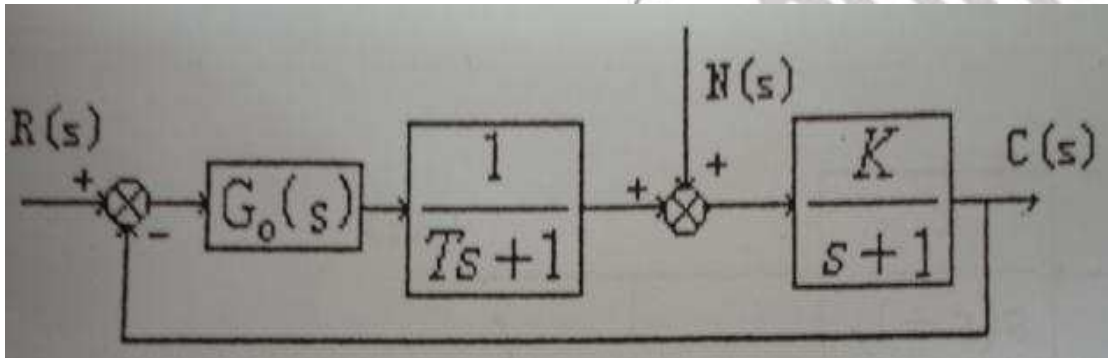 R(s)
+
-
G₀(s)
1
Ts+1
+
N(s)
+
K
s+1
C(s)